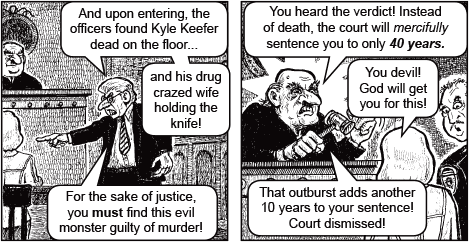 And upon entering, the
officers found Kyle Keefer
dead on the floor...
and his drug
crazed wife
holding the
knife!
For the sake of justice,
you must find this evil
monster guilty of murder!
You heard the verdict! Instead
of death, the court will mercifully
sentence you to only 40 years.
You devil!
God will get
you for this!
That outburst adds another
10 years to your sentence!
Court dismissed!